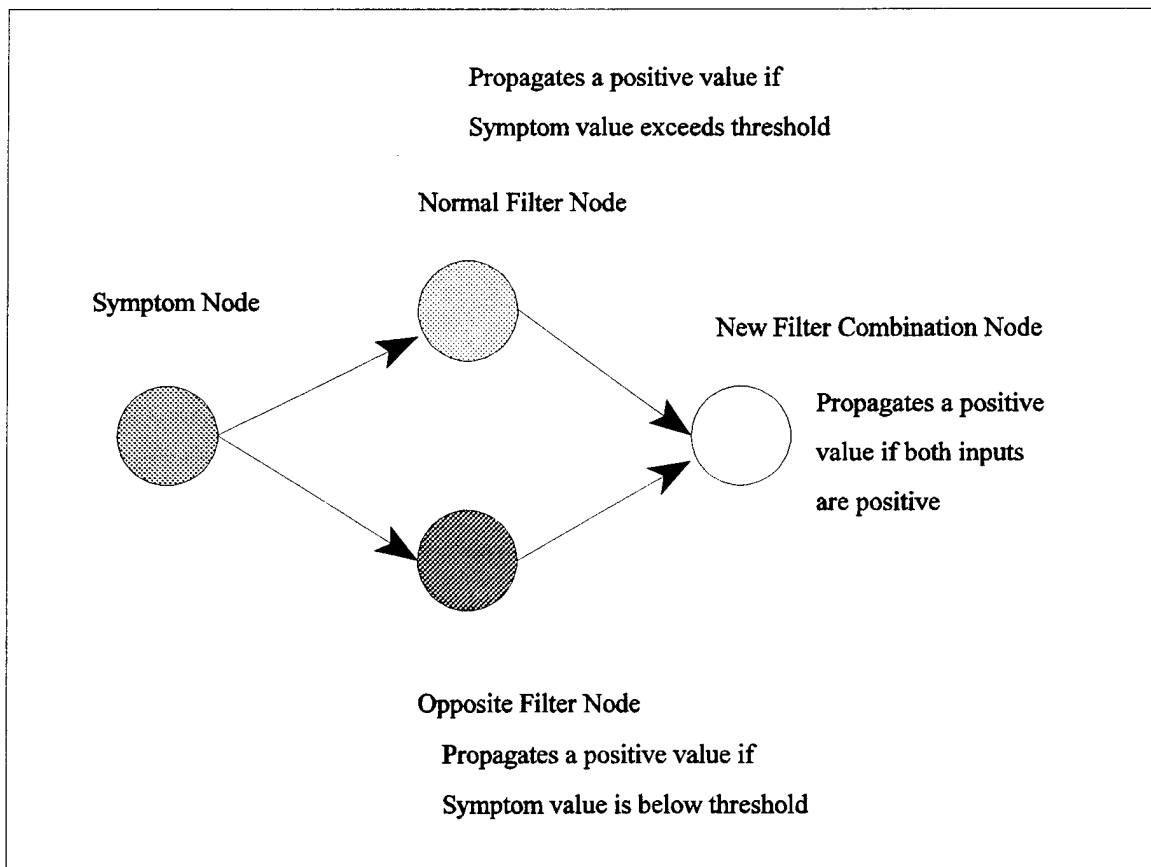 Propagates a positive value if
Symptom value exceeds threshold
Normal Filter Node
Symptom Node
New Filter Combination Node
Propagates a positive
value if both inputs
are positive
Opposite Filter Node
Propagates a positive value if
Symptom value is below threshold